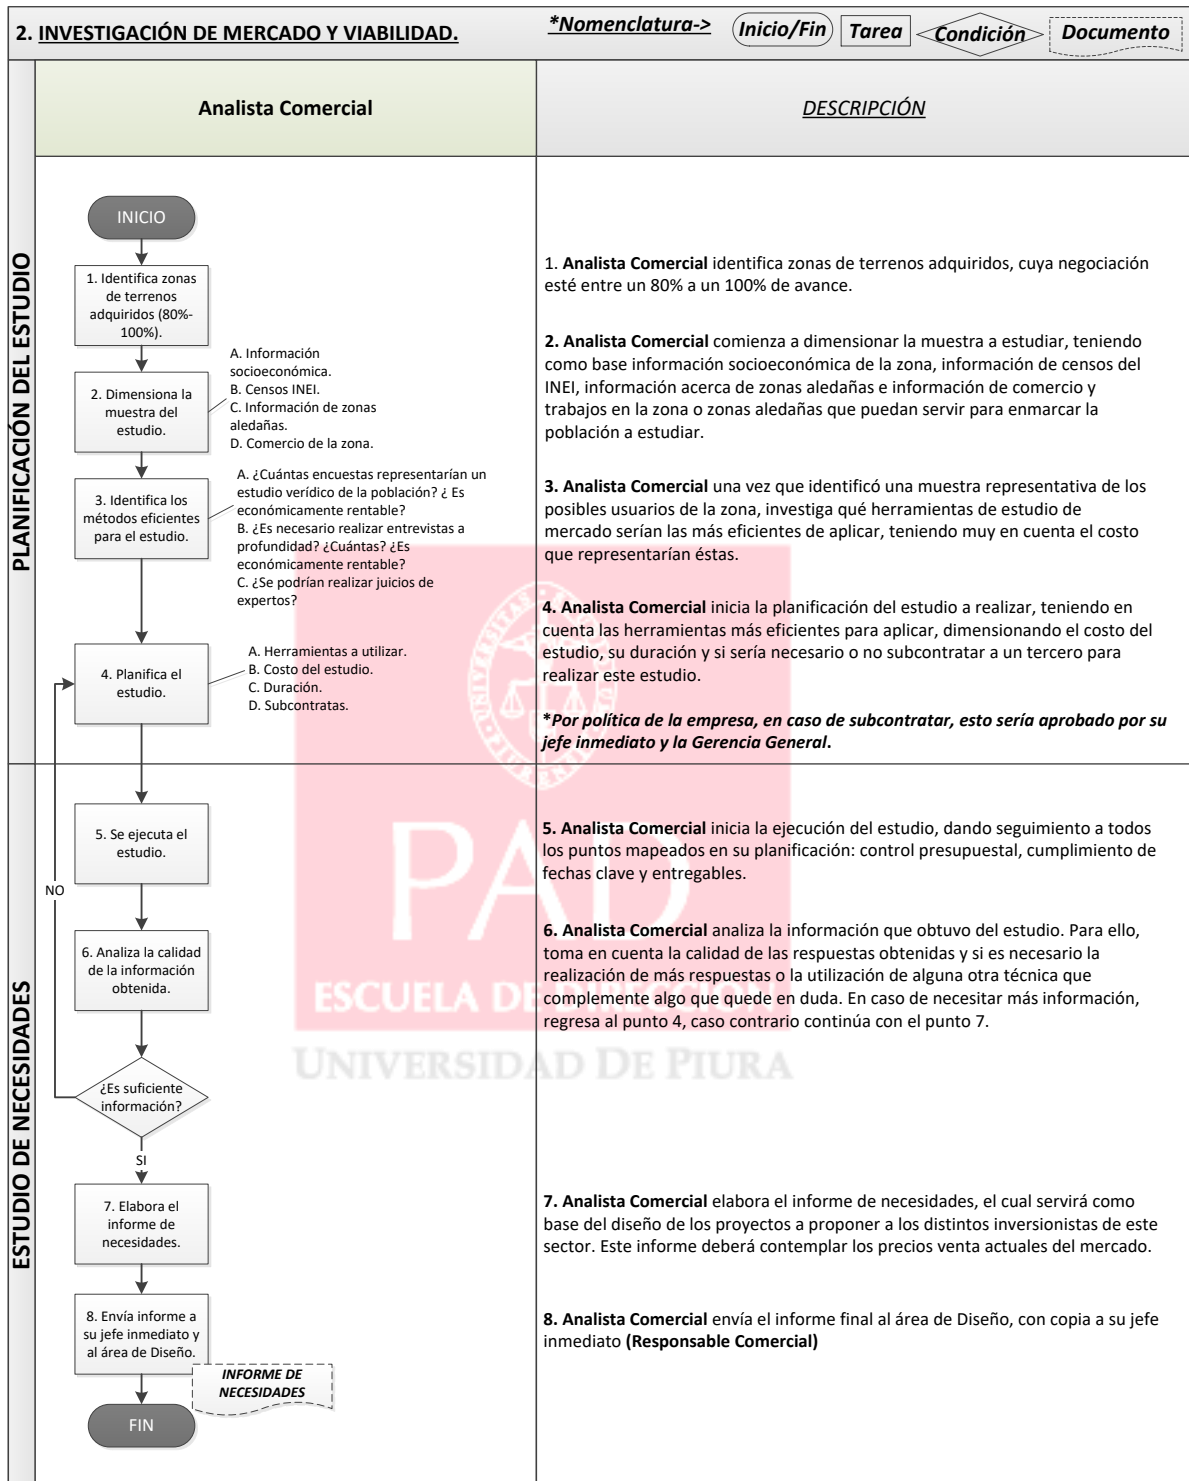 2. INVESTIGACIÓN DE MERCADO Y VIABILIDAD.
*Nomenclatura->
Inicio/Fin
Tarea
Condición
Documento
Analista Comercial
DESCRIPCIÓN
PLANIFICACIÓN DEL ESTUDIO
INICIO
1. Identifica zonas
de terrenos
adquiridos (80%-
100%).
2. Dimensiona la
muestra del
estudio.
A. Información
socioeconómica.
B. Censos INEI.
C. Información de zonas
aledañas.
D. Comercio de la zona.
3. Identifica los
métodos eficientes
para el estudio.
A. ¿Cuántas encuestas representarían un
estudio verídico de la población? ¿ Es
económicamente rentable?
B. ¿Es necesario realizar entrevistas a
profundidad? ¿Cuántas? ¿Es
económicamente rentable?
C. ¿Se podrían realizar juicios de
expertos?
4. Planifica el
estudio.
A. Herramientas a utilizar.
B. Costo del estudio.
C. Duración.
D. Subcontratas.
1. Analista Comercial identifica zonas de terrenos adquiridos, cuya negociación
esté entre un 80% a un 100% de avance.
2. Analista Comercial comienza a dimensionar la muestra a estudiar, teniendo
como base información socioeconómica de la zona, información de censos del
INEI, información acerca de zonas aledañas e información de comercio y
trabajos en la zona o zonas aledañas que puedan servir para enmarcar la
población a estudiar.
3. Analista Comercial una vez que identificó una muestra representativa de los
posibles usuarios de la zona, investiga qué herramientas de estudio de
mercado serían las más eficientes de aplicar, teniendo muy en cuenta el costo
que representarían éstas.
4. Analista Comercial inicia la planificación del estudio a realizar, teniendo en
cuenta las herramientas más eficientes para aplicar, dimensionando el costo del
estudio, su duración y si sería necesario o no subcontratar a un tercero para
realizar este estudio.
*Por política de la empresa, en caso de subcontratar, esto sería aprobado por su
jefe inmediato y la Gerencia General.
ESTUDIO DE NECESIDADES
5. Se ejecuta el
estudio.
NO
6. Analiza la calidad
de la información
obtenida.
¿Es suficiente
información?
SI
7. Elabora el
informe de
necesidades.
8. Envía informe a
su jefe inmediato y
al área de Diseño.
INFORME DE
NECESIDADES
FIN
5. Analista Comercial inicia la ejecución del estudio, dando seguimiento a todos
los puntos mapeados en su planificación: control presupuestal, cumplimiento de
fechas clave y entregables.
6. Analista Comercial analiza la información que obtuvo del estudio. Para ello,
toma en cuenta la calidad de las respuestas obtenidas y si es necesario la
realización de más respuestas o la utilización de alguna otra técnica que
complemente algo que quede en duda. En caso de necesitar más información,
regresa al punto 4, caso contrario continúa con el punto 7.
7. Analista Comercial elabora el informe de necesidades, el cual servirá como
base del diseño de los proyectos a proponer a los distintos inversionistas de este
sector. Este informe deberá contemplar los precios venta actuales del mercado.
8. Analista Comercial envía el informe final al área de Diseño, con copia a su jefe
inmediato (Responsable Comercial)
PAD
ESCUELA DE DIRECCIÓN
UNIVERSIDAD DE PIURA